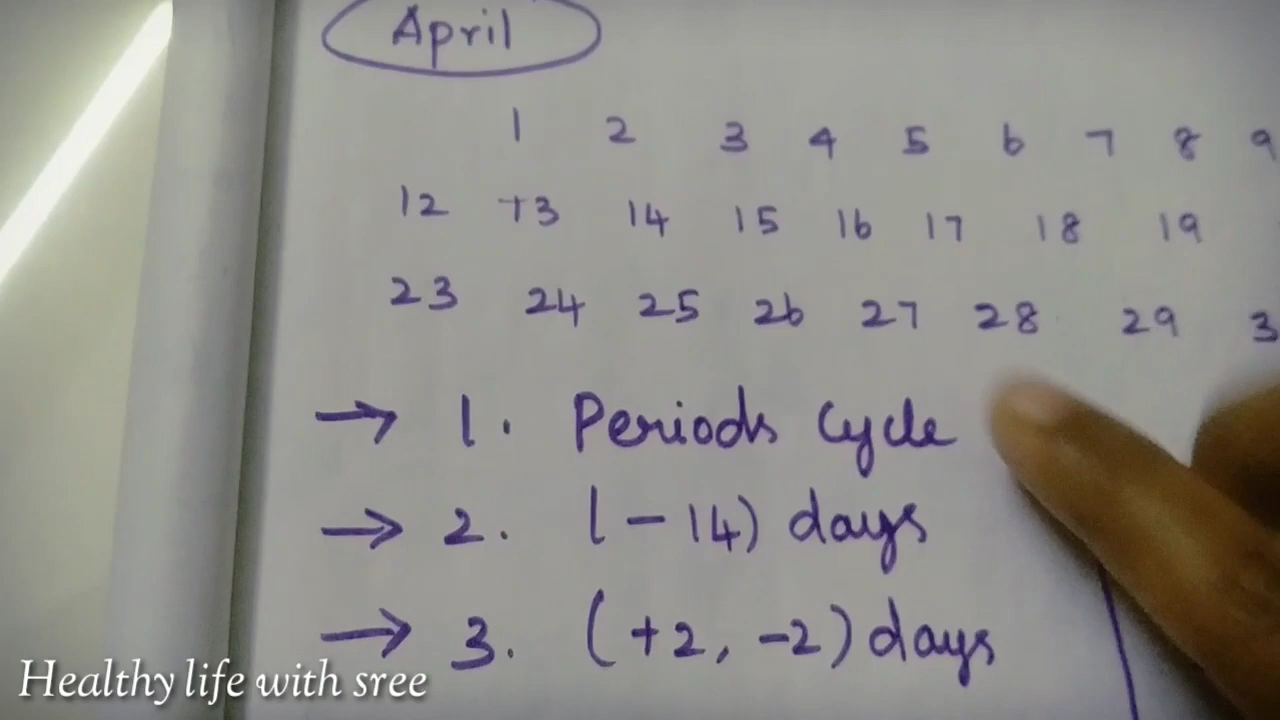 April
1 2 3 4 5 6 7 8 9
12 13 14 15 16 17 18 19
23 24 25 26 27 28 29 3
→ 1. Periods Cycle
→ 2. (-14) days
→ 3. (+2, -2) days
Healthy life with sree